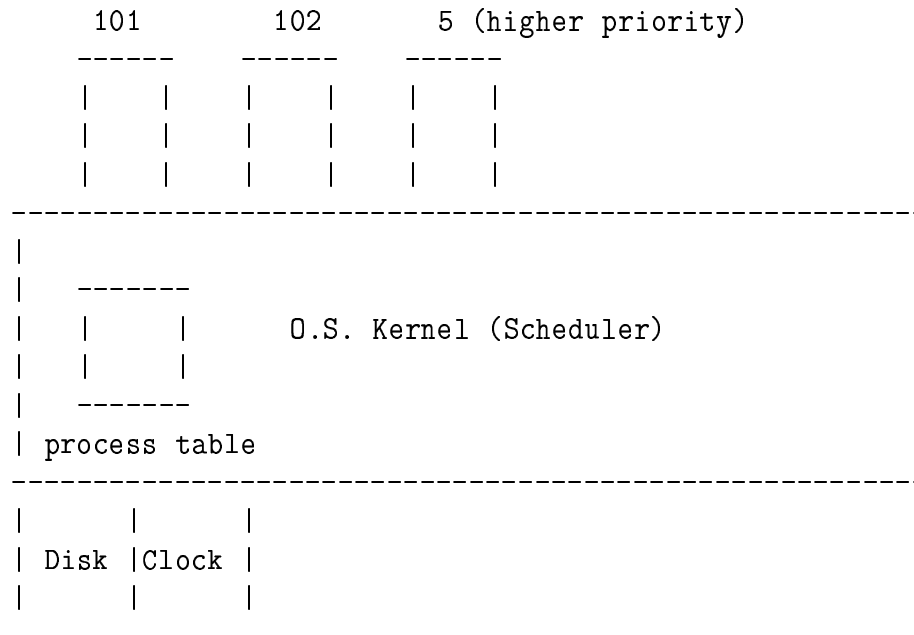 101 102 5 (higher priority)
O.S. Kernel (Scheduler)
process table
Disk Clock